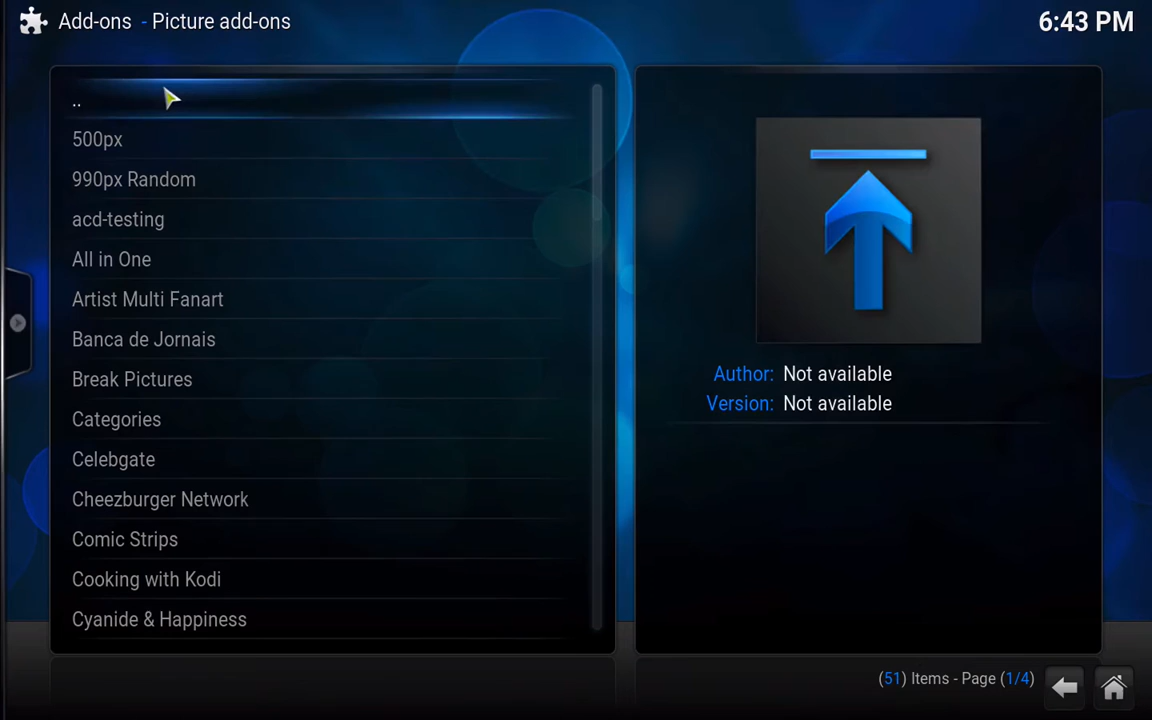 Add-ons - Picture add-ons
6:43 PM
..
500px
990px Random
acd-testing
All in One
Artist Multi Fanart
Banca de Jornais
Break Pictures
Categories
Celebgate
Cheezburger Network
Comic Strips
Cooking with Kodi
Cyanide & Happiness
Author: Not available
Version: Not available
(51) Items - Page (1/4)